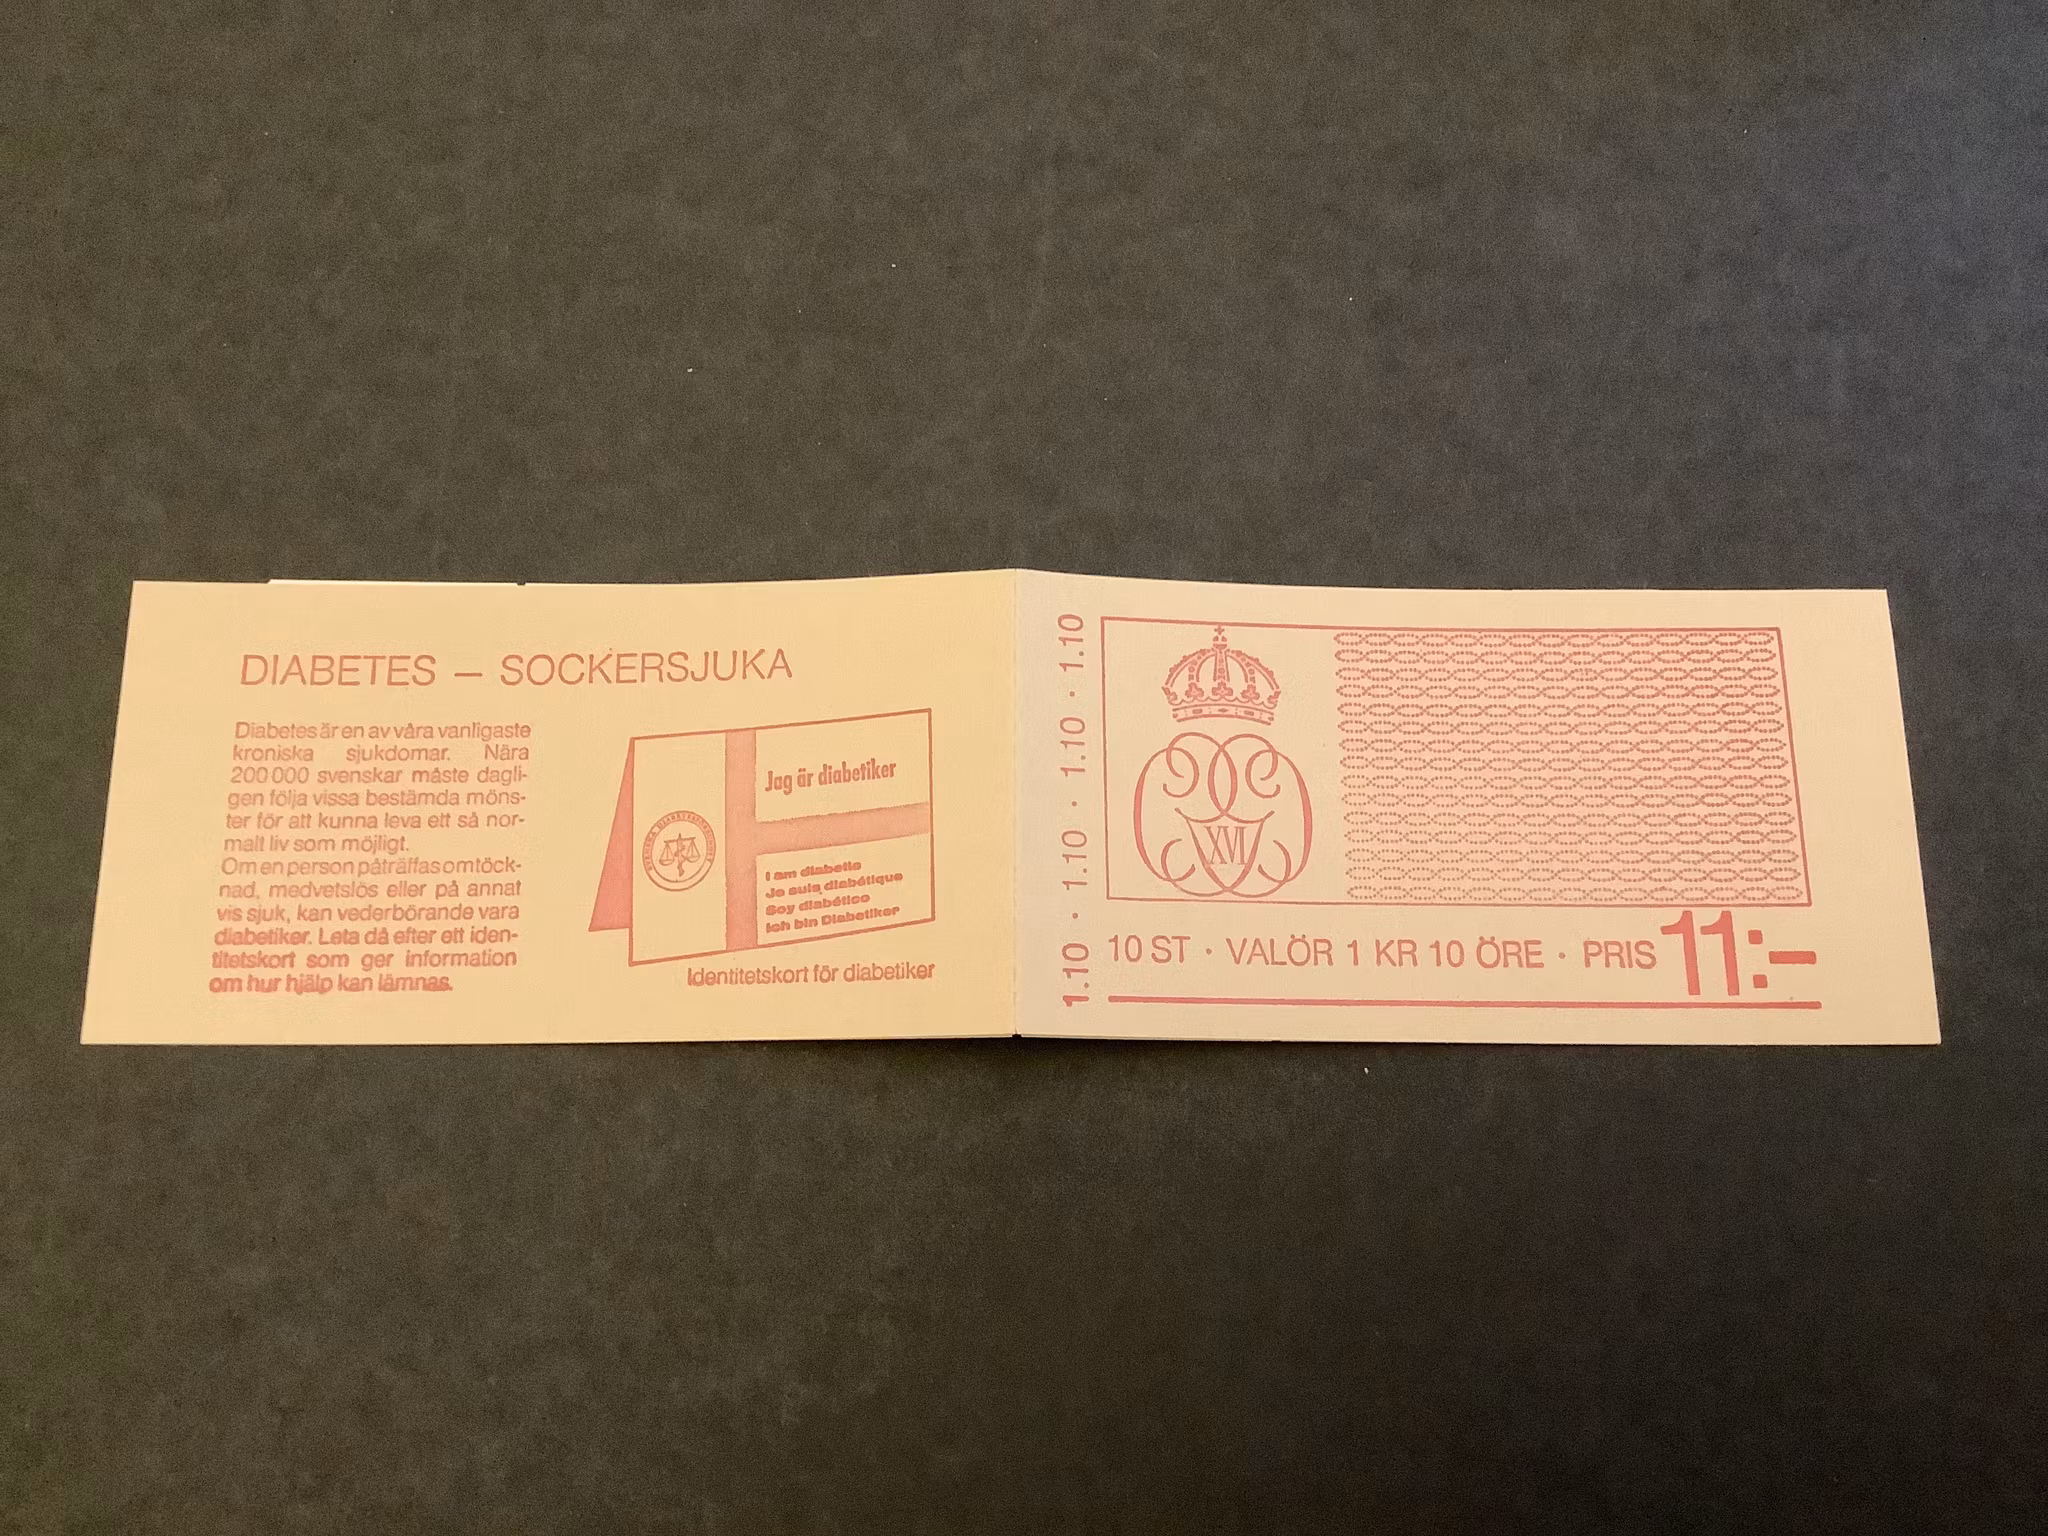 DIABETES – SOCKERSJUKA
Diabetes är en av våra vanligaste
kroniska sjukdomar. Nära
200 000 svenskar måste dagli-
gen följa vissa bestämda möns-
ter för att kunna leva ett så nor-
malt liv som möjligt.
Om en person påträffas omtöck-
nad, medvetslös eller på annat
vis sjuk, kan vederbörande vara
diabetiker. Leta då efter ett iden-
titetskort som ger information
om hur hjälp kan lämnas.
Jag är diabetiker
I am diabetic
Je suis diabétique
Soy diabético
Ich bin Diabetiker
Identitetskort för diabetiker
1.10 · 1.10 · 1.10 · 1.10
XVI
10 ST · VALÖR 1 KR 10 ÖRE · PRIS 11:–